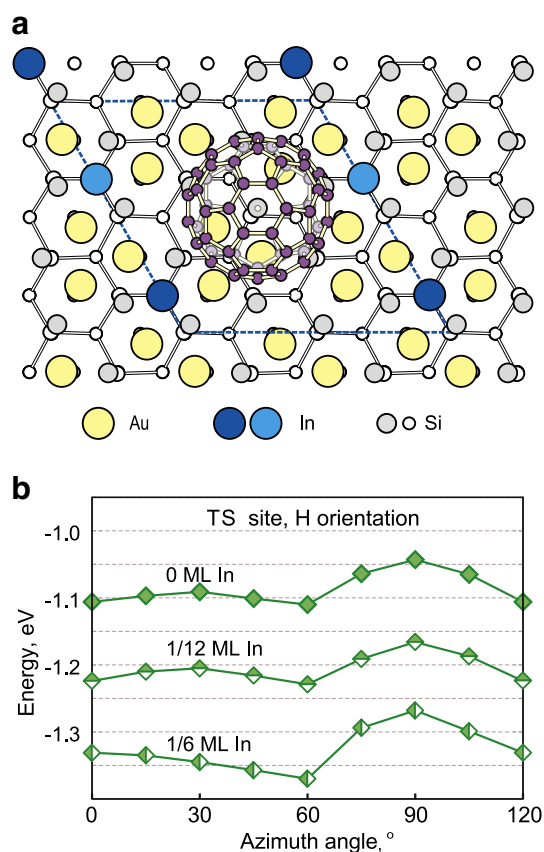 a
Au In Si
b
TS site, H orientation
-1.0
0 ML In
-1.1
1/12 ML In
-1.2
1/6 ML In
-1.3
Energy, eV
0 30 60 90 120
Azimuth angle, °